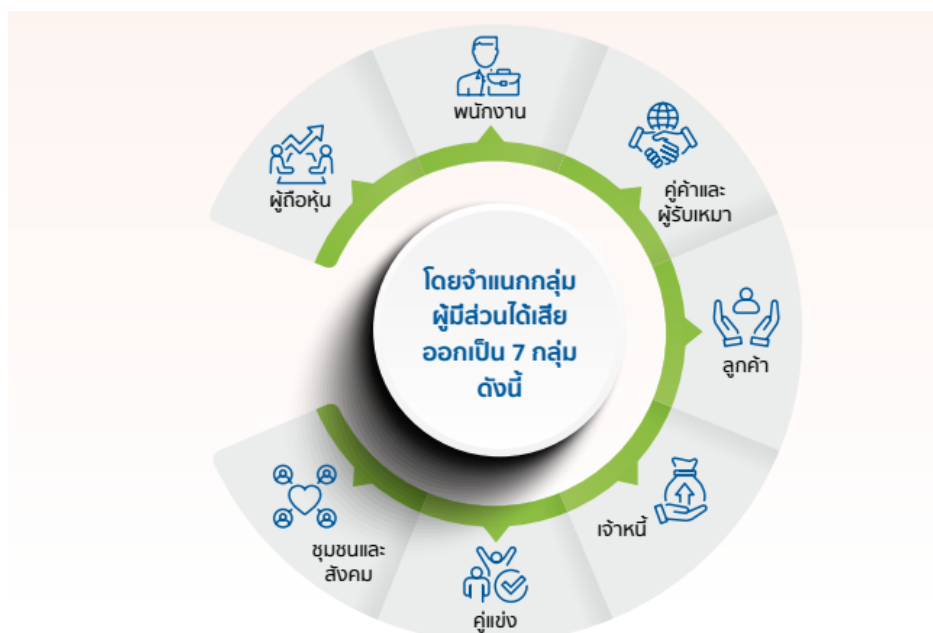 โดยจำแนกกลุ่ม
ผู้มีส่วนได้เสีย
ออกเป็น 7 กลุ่ม
ดังนี้
ผู้ถือหุ้น
พนักงาน
คู่ค้าและ
ผู้รับเหมา
ลูกค้า
เจ้าหนี้
คู่แข่ง
ชุมชนและ
สังคม